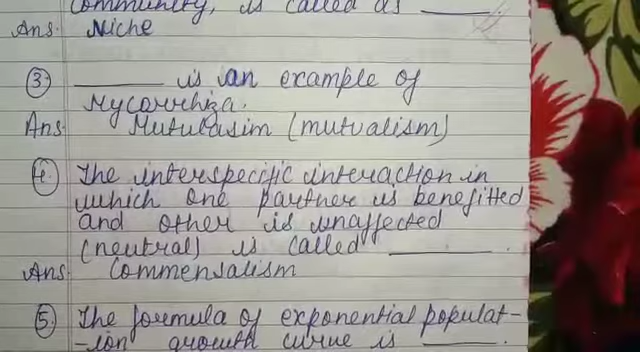 community, is called as ______
Ans. Niche
(3) ______ is an example of
Mycorrhiza.
Ans Mutulasim (mutualism)
(4.) The interspecific interaction in
which one partner is benefitted
and other is unaffected
(neutral) is called ______.
Ans Commensalism
(5.) The formula of exponential populat-
-ion growth curve is ______.